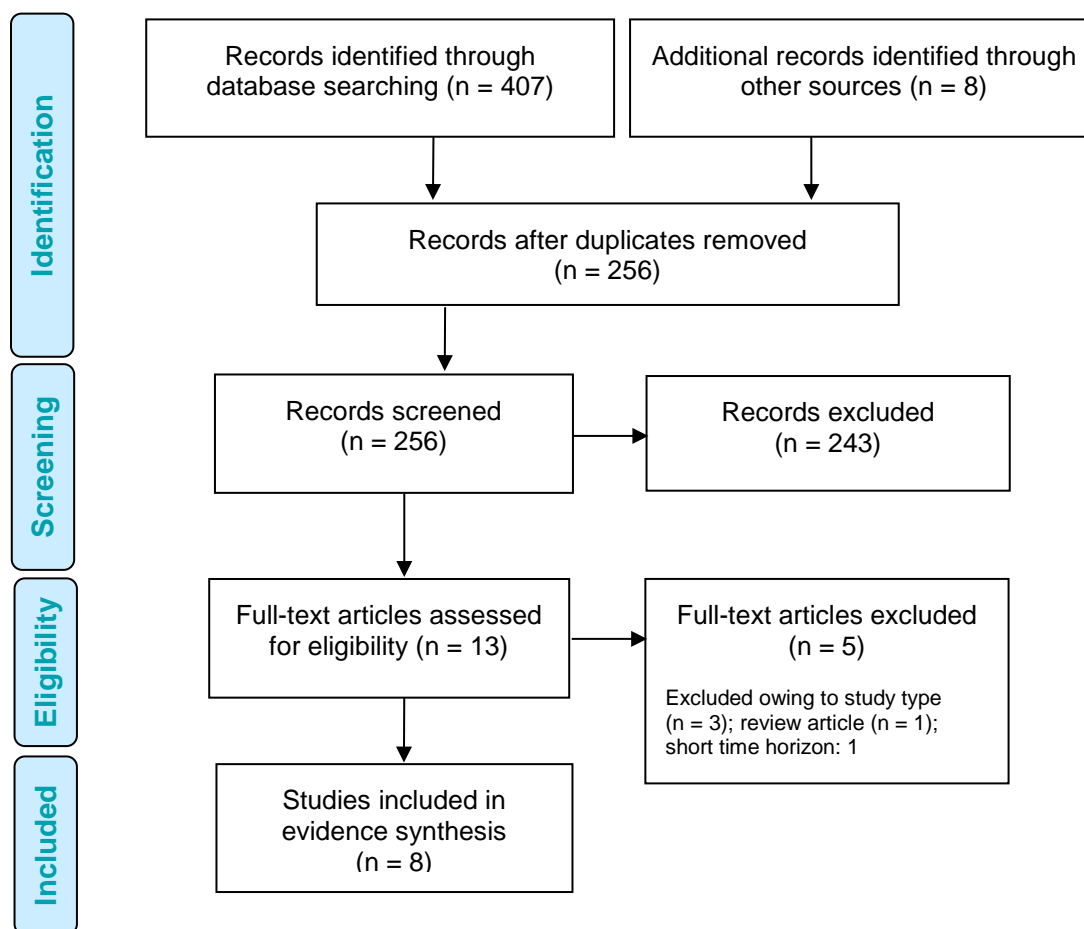 Identification
Records identified through
database searching (n = 407)
Additional records identified through
other sources (n = 8)
Records after duplicates removed
(n = 256)
Screening
Records screened
(n = 256)
Records excluded
(n = 243)
Eligibility
Full-text articles assessed
for eligibility (n = 13)
Full-text articles excluded
(n = 5)
Excluded owing to study type
(n = 3); review article (n = 1);
short time horizon: 1
Included
Studies included in
evidence synthesis
(n = 8)